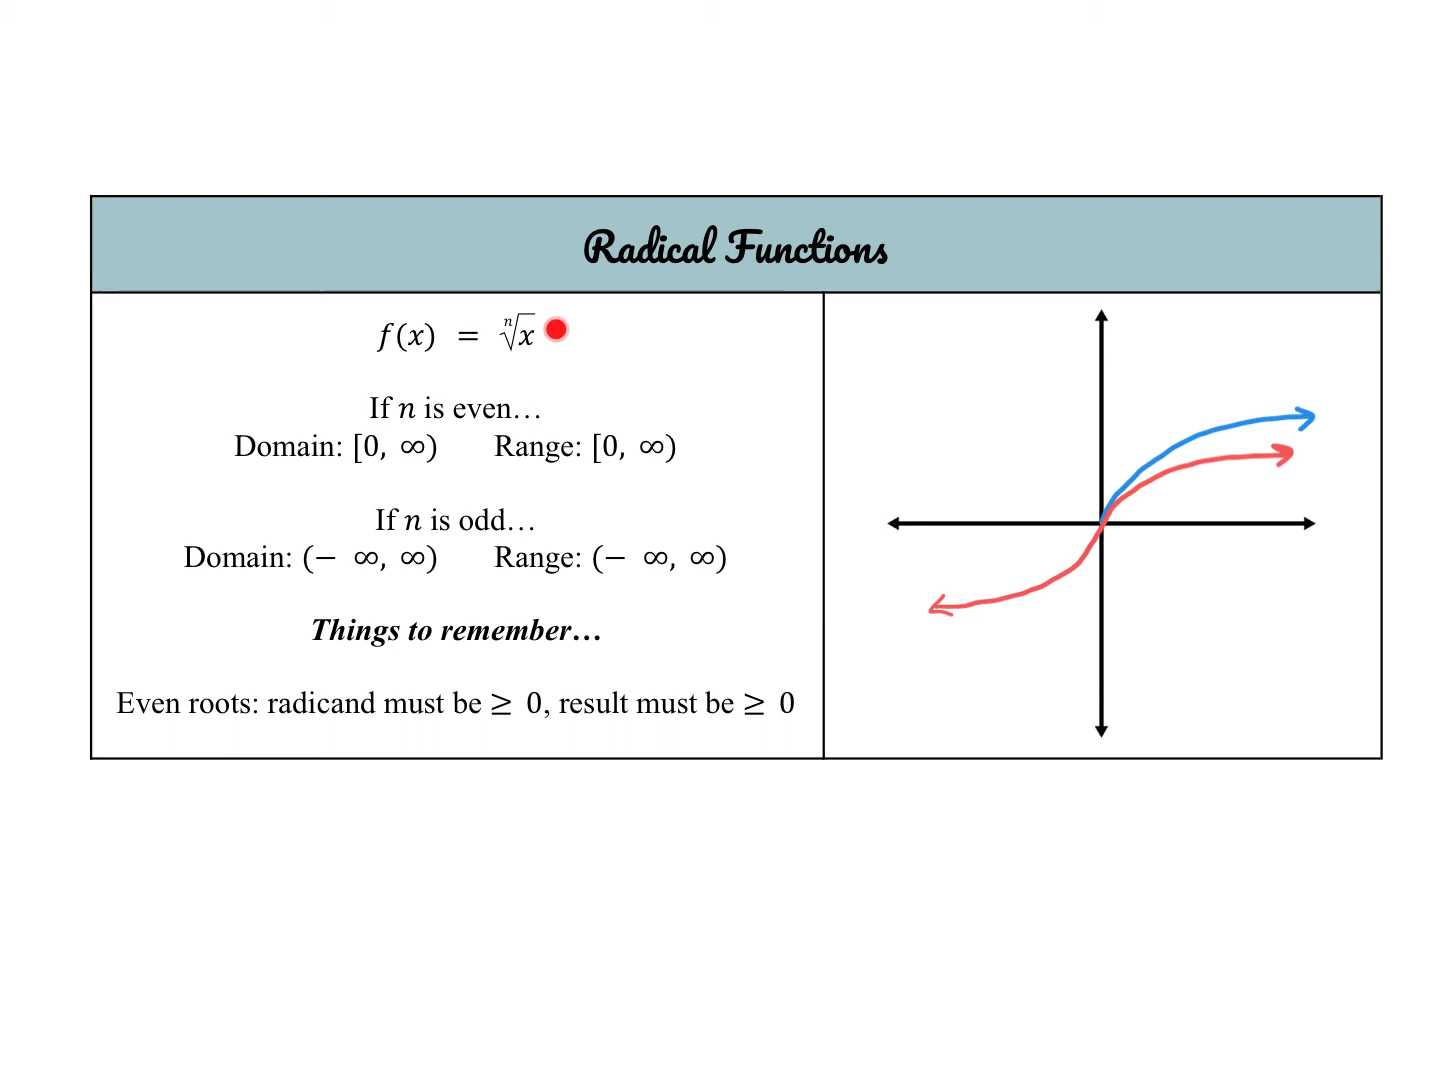 Radical Functions
f(x) = ⁿ√x
If n is even…
Domain: [0, ∞) Range: [0, ∞)
If n is odd…
Domain: (− ∞, ∞) Range: (− ∞, ∞)
Things to remember…
Even roots: radicand must be ≥ 0, result must be ≥ 0